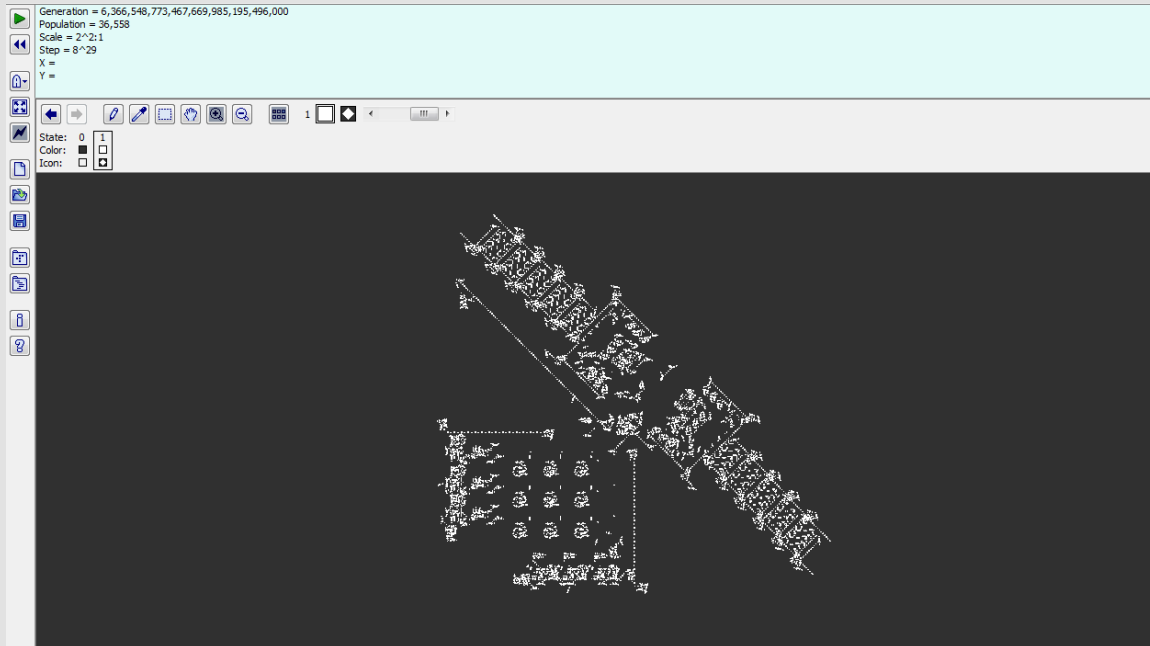 Generation = 6,366,548,773,467,669,985,195,496,000
Population = 36,558
Scale = 2^2:1
Step = 8^29
X =
Y =
1
State: 0 1
Color:
Icon: